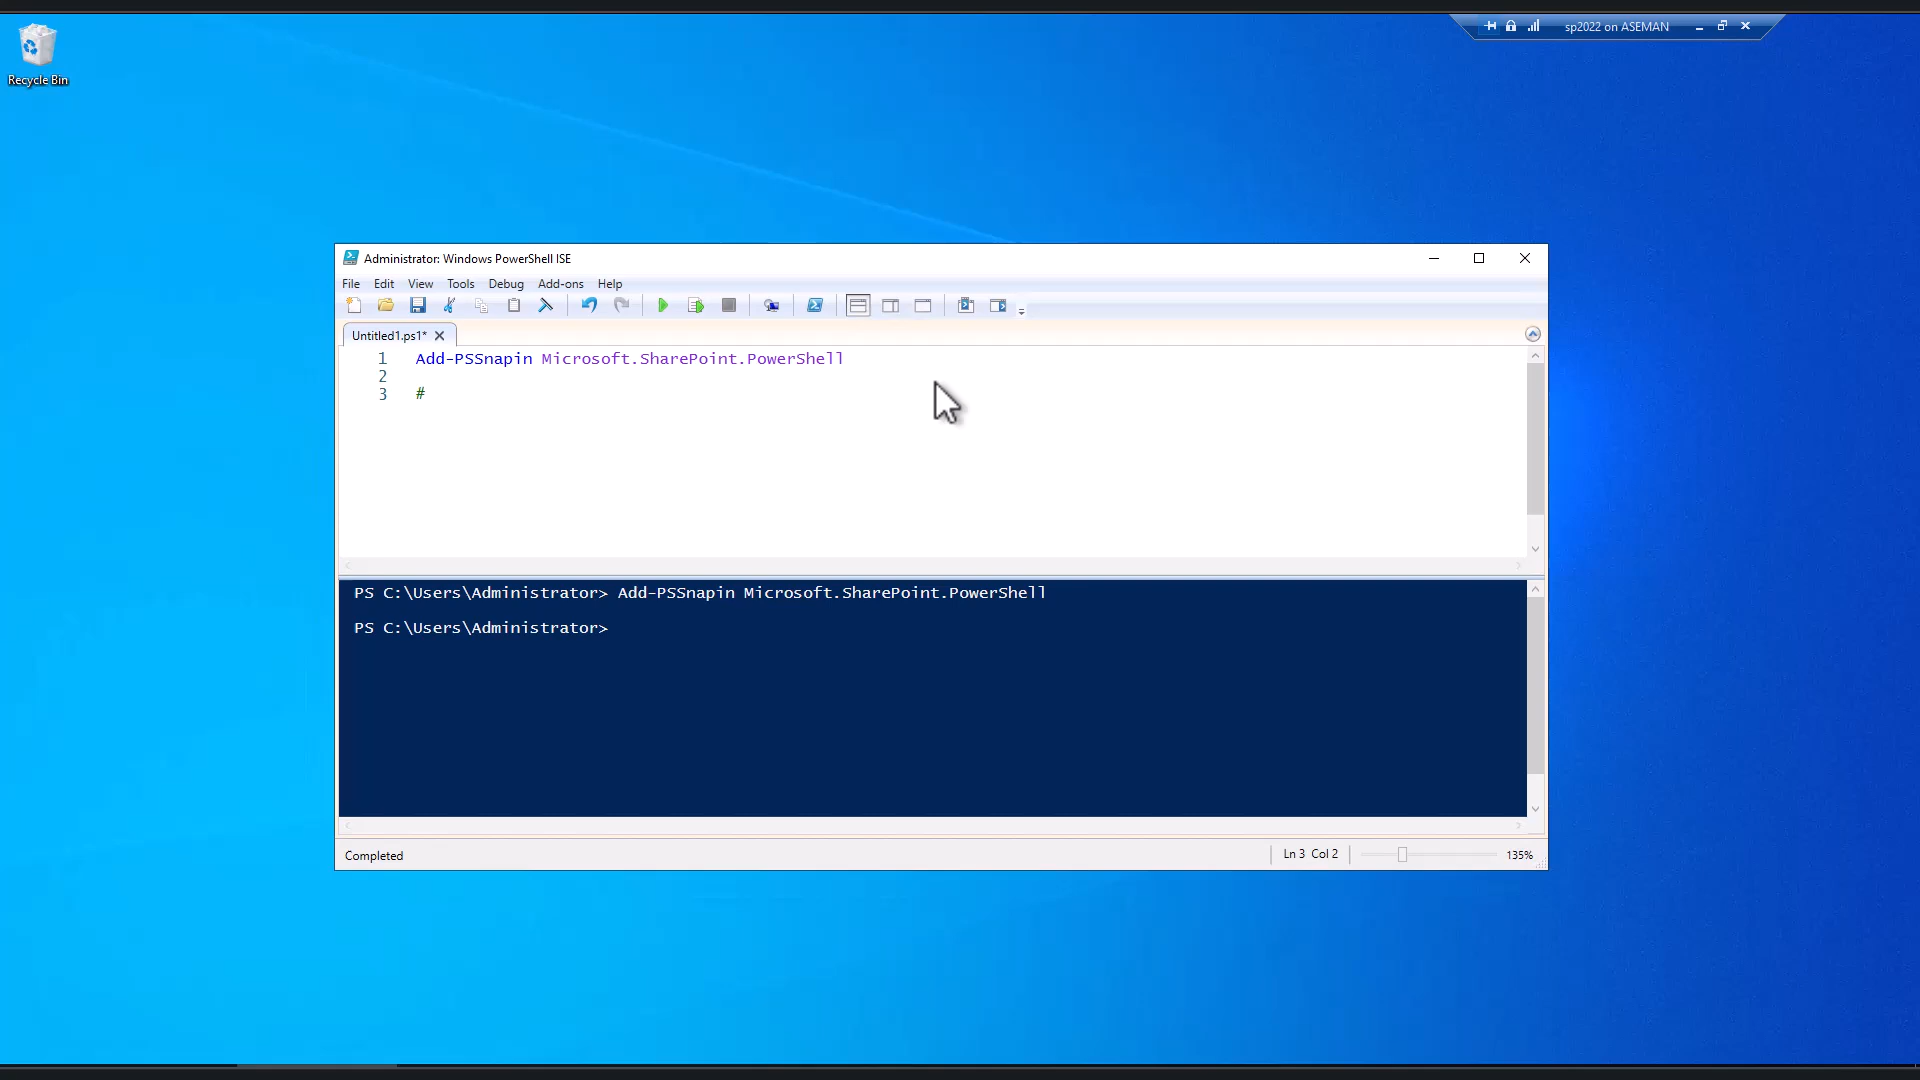 sp2022 on ASEMAN
Recycle Bin
Administrator: Windows PowerShell ISE
File Edit View Tools Debug Add-ons Help
Untitled1.ps1*
1 Add-PSSnapin Microsoft.SharePoint.PowerShell
2
3 #
PS C:\Users\Administrator> Add-PSSnapin Microsoft.SharePoint.PowerShell
PS C:\Users\Administrator>
Completed
Ln 3 Col 2
135%